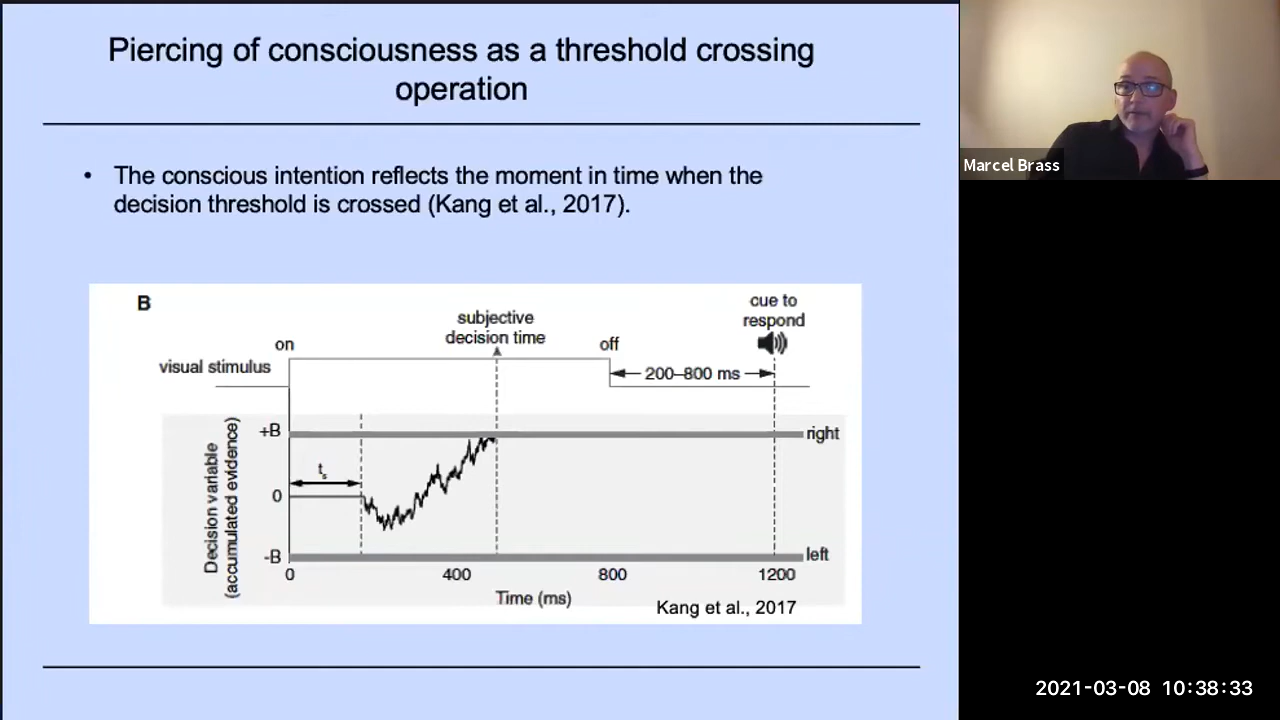 Piercing of consciousness as a threshold crossing
operation
• The conscious intention reflects the moment in time when the
decision threshold is crossed (Kang et al., 2017).
B
cue to
respond
subjective
decision time
on
off
visual stimulus
200–800 ms
Decision variable
(accumulated evidence)
+B
right
ts
0
-B
left
0 400 800 1200
Time (ms)
Kang et al., 2017
Marcel Brass
2021-03-08 10:38:33